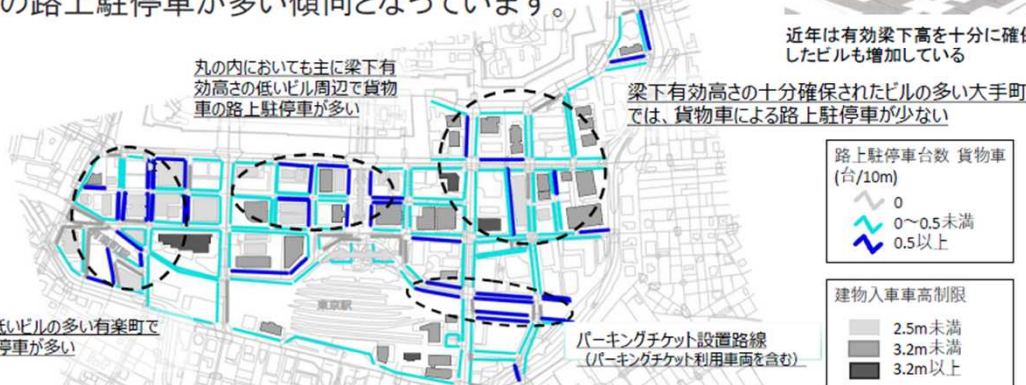 の路上駐停車が多い傾向となっています。
近年は有効梁下高を十分に確保
したビルも増加している
丸の内においても主に梁下有
効高さの低いビル周辺で貨物
車の路上駐停車が多い
梁下有効高さの十分確保されたビルの多い大手町
では、貨物車による路上駐停車が少ない
路上駐停車台数 貨物車
(台/10m)
0
0～0.5未満
0.5以上
東京駅
建物入車車高制限
2.5m未満
3.2m未満
3.2m以上
低いビルの多い有楽町で
停車が多い
パーキングチケット設置路線
（パーキングチケット利用車両を含む）